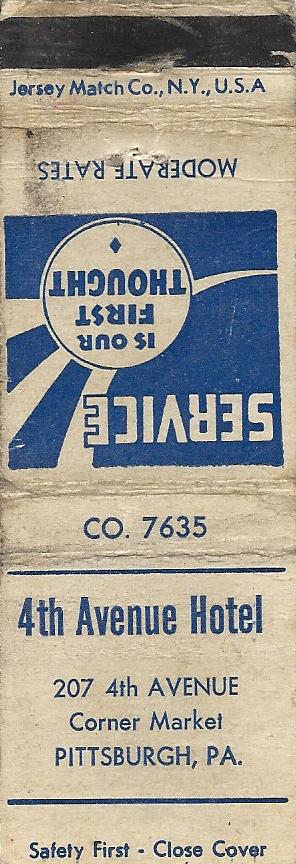 Jersey Match Co., N.Y., U.S.A
MODERATE RATES
SERVICE
IS OUR
FIRST
THOUGHT
CO. 7635
4th Avenue Hotel
207 4th AVENUE
Corner Market
PITTSBURGH, PA.
Safety First - Close Cover